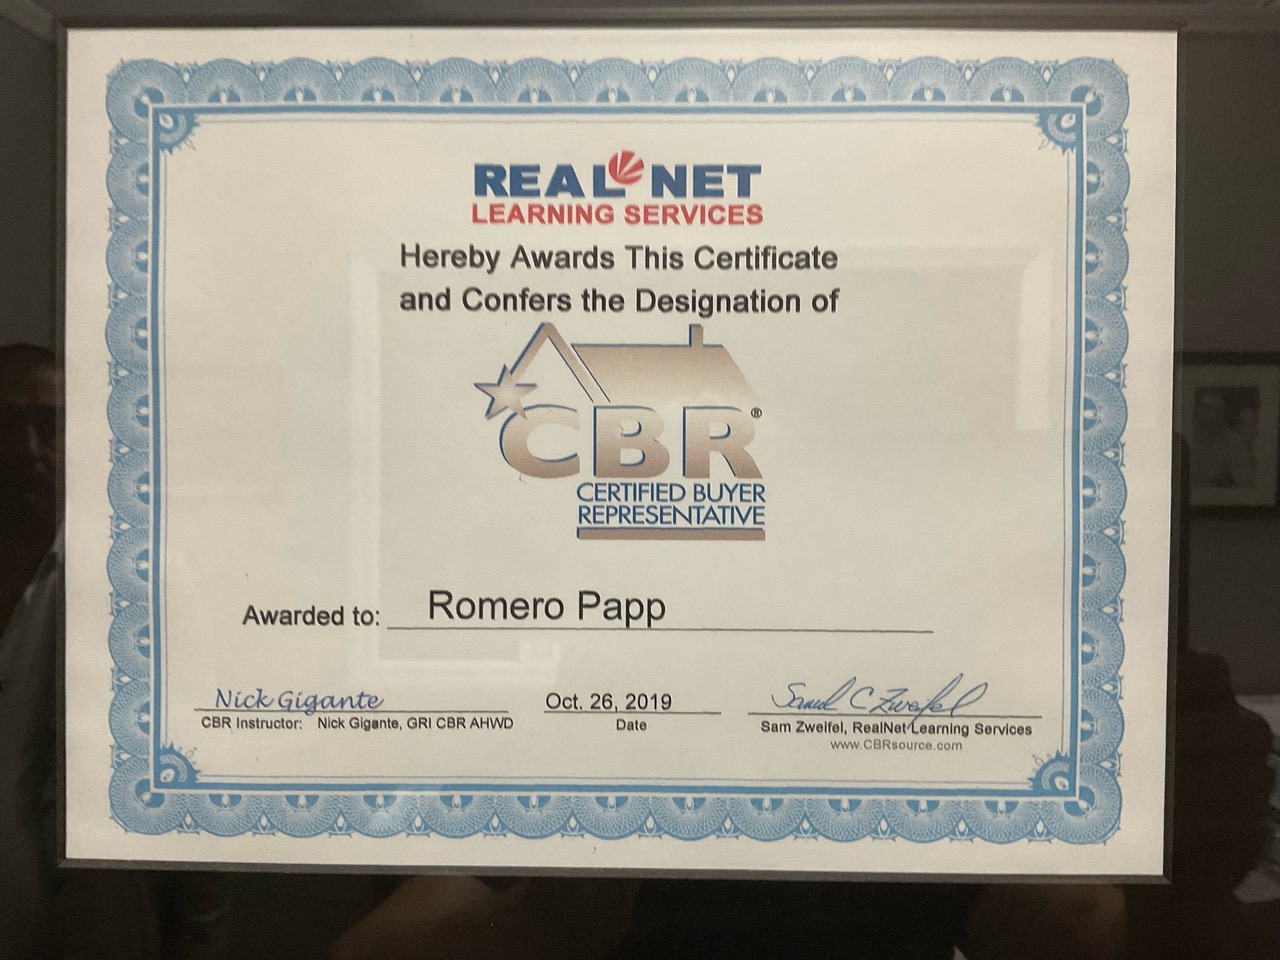 REAL NET
LEARNING SERVICES
Hereby Awards This Certificate
and Confers the Designation of
CBR®
CERTIFIED BUYER
REPRESENTATIVE
Awarded to: Romero Papp
Nick Gigante
CBR Instructor: Nick Gigante, GRI CBR AHWD
Oct. 26, 2019
Date
Samuel C Zweifel
Sam Zweifel, RealNet Learning Services
www.CBRsource.com